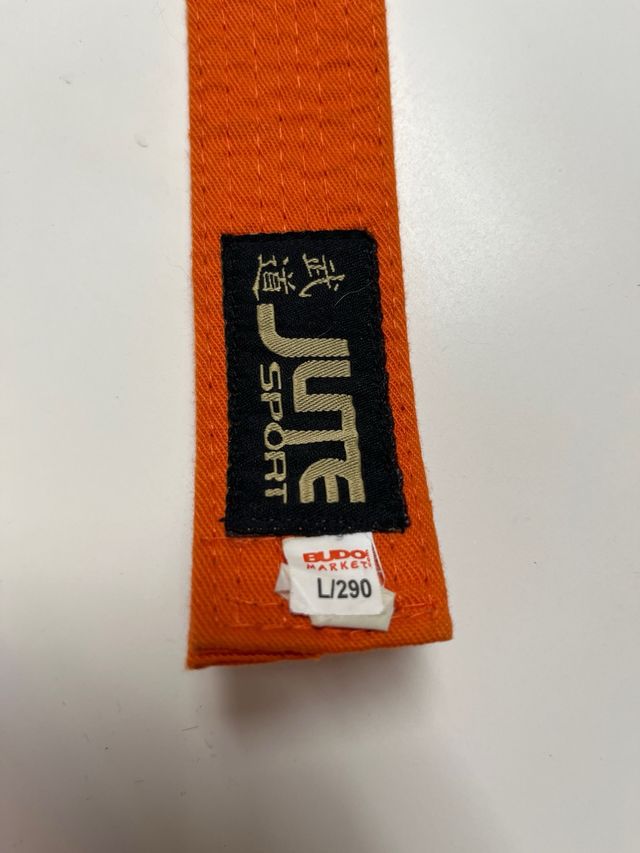 武道
JUTE
SPORT
BUDO
MARKET
L/290